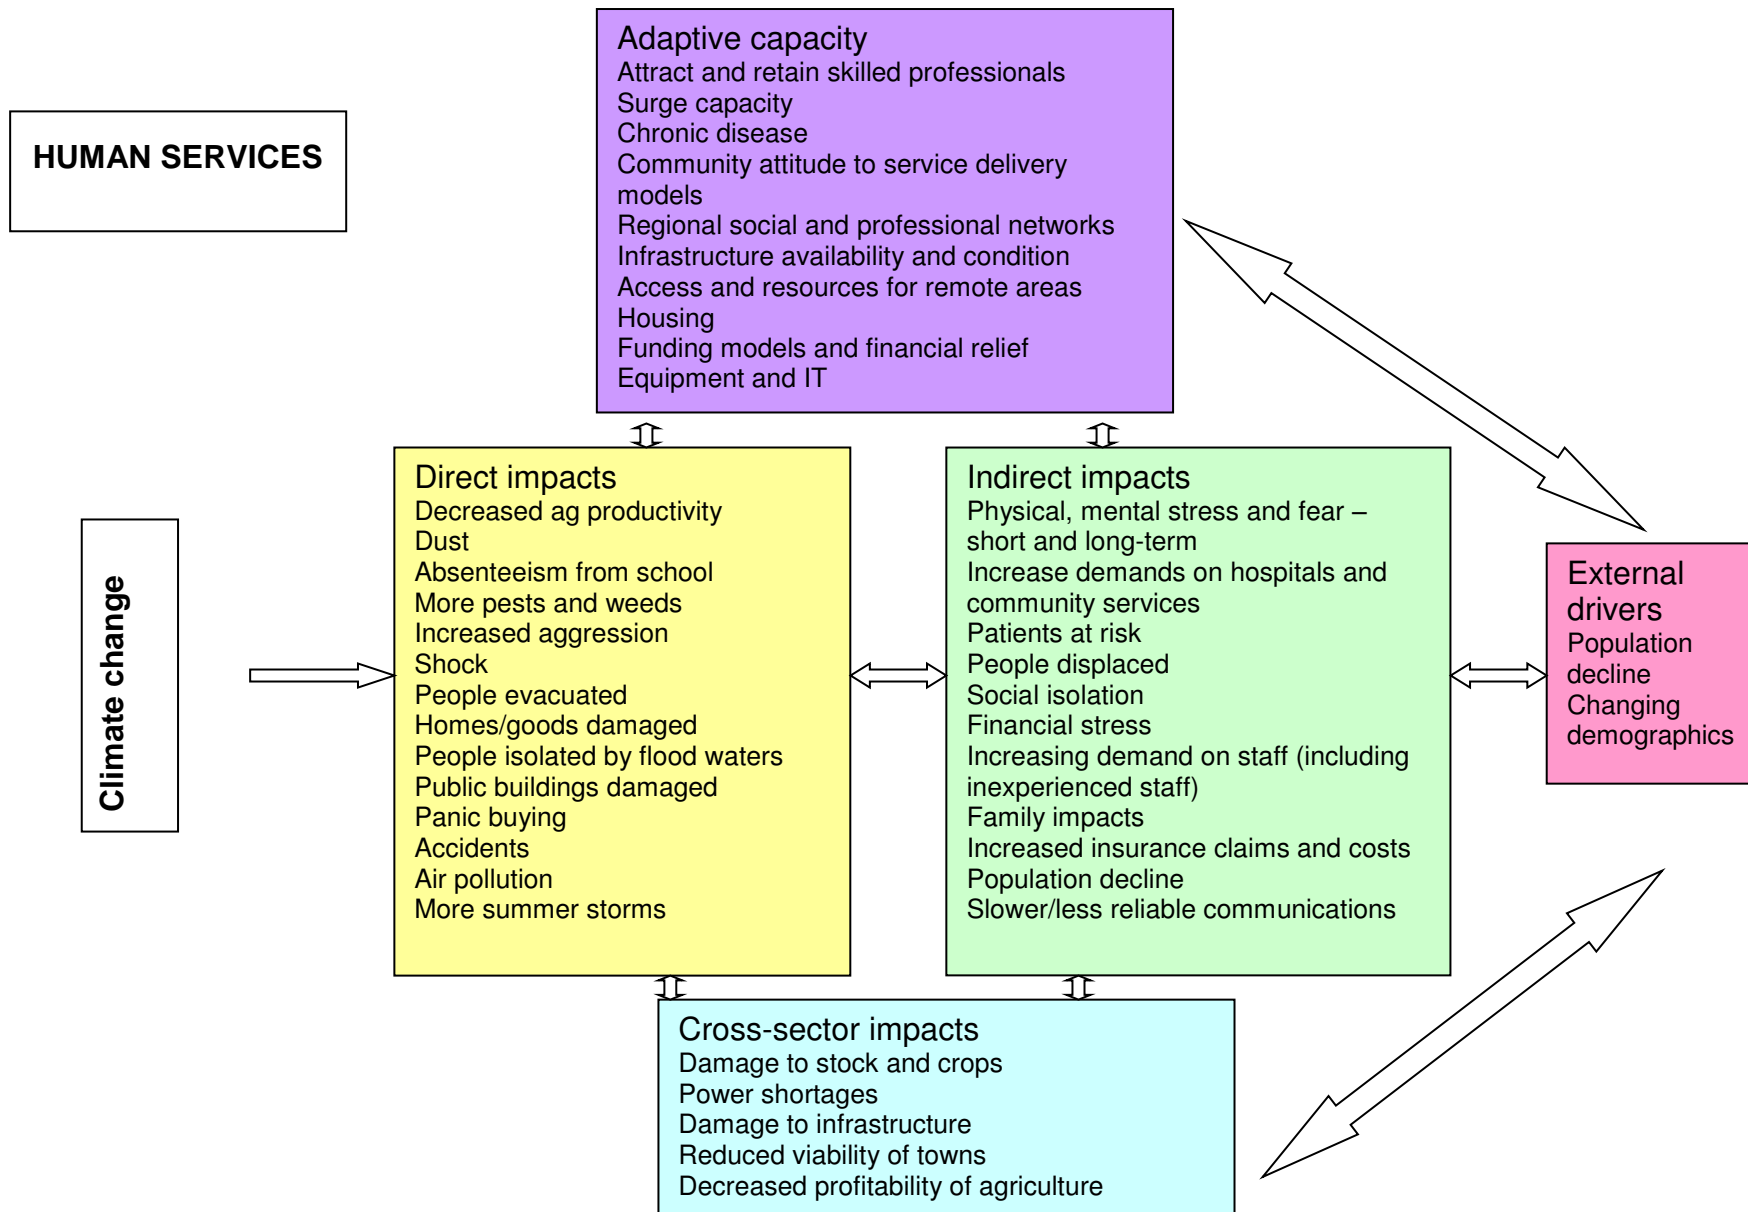 HUMAN SERVICES
Adaptive capacity
Attract and retain skilled professionals
Surge capacity
Chronic disease
Community attitude to service delivery
models
Regional social and professional networks
Infrastructure availability and condition
Access and resources for remote areas
Housing
Funding models and financial relief
Equipment and IT
Climate change
Direct impacts
Decreased ag productivity
Dust
Absenteeism from school
More pests and weeds
Increased aggression
Shock
People evacuated
Homes/goods damaged
People isolated by flood waters
Public buildings damaged
Panic buying
Accidents
Air pollution
More summer storms
Indirect impacts
Physical, mental stress and fear –
short and long-term
Increase demands on hospitals and
community services
Patients at risk
People displaced
Social isolation
Financial stress
Increasing demand on staff (including
inexperienced staff)
Family impacts
Increased insurance claims and costs
Population decline
Slower/less reliable communications
External
drivers
Population
decline
Changing
demographics
Cross-sector impacts
Damage to stock and crops
Power shortages
Damage to infrastructure
Reduced viability of towns
Decreased profitability of agriculture